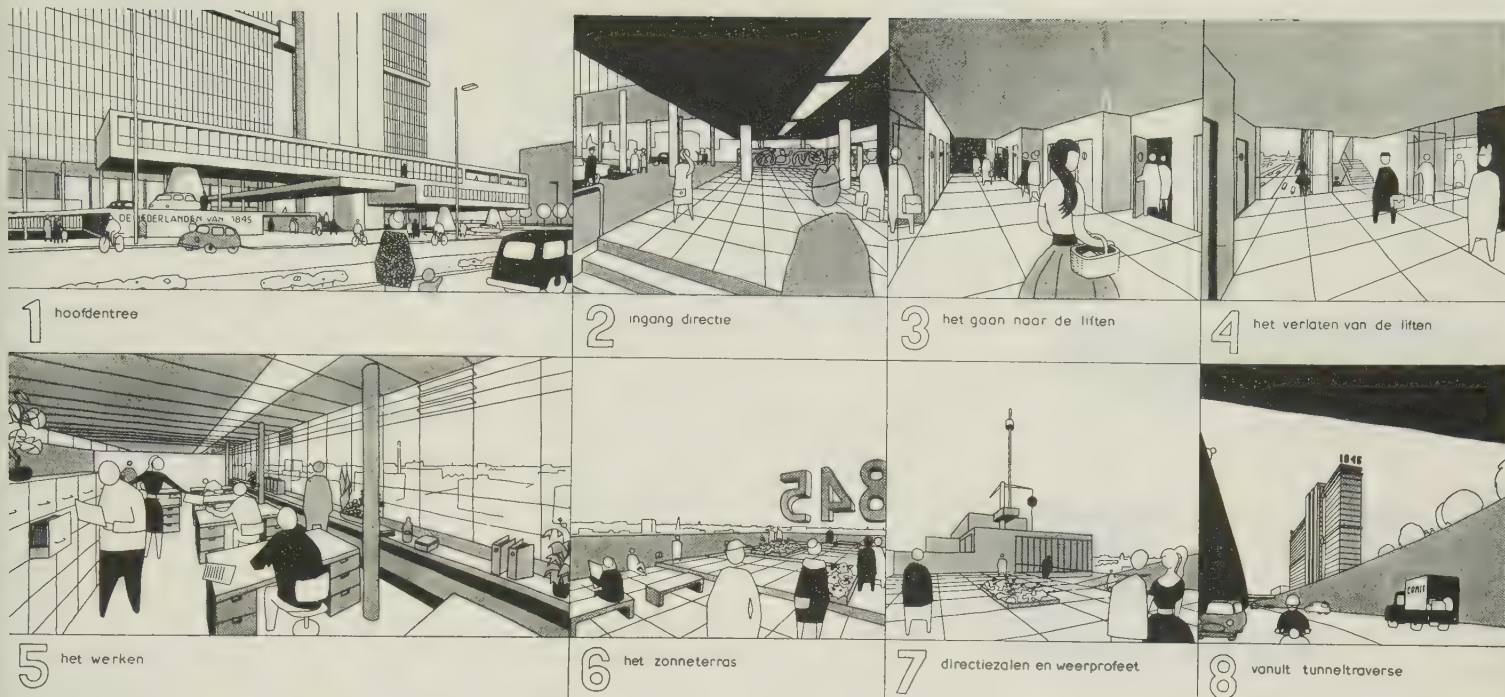 DE NEDERLANDEN VAN 1845
1 hoofdentree
2 ingang directie
3 het gaan naar de liften
4 het verlaten van de liften
845
1845
5 het werken
6 het zonneterras
7 directiezalen en weerprofeet
8 vanuit tunneltraverse